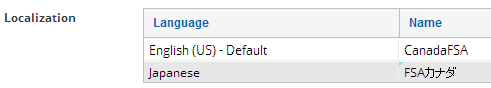 Localization
Language Name
English (US) - Default CanadaFSA
Japanese FSAカナダ